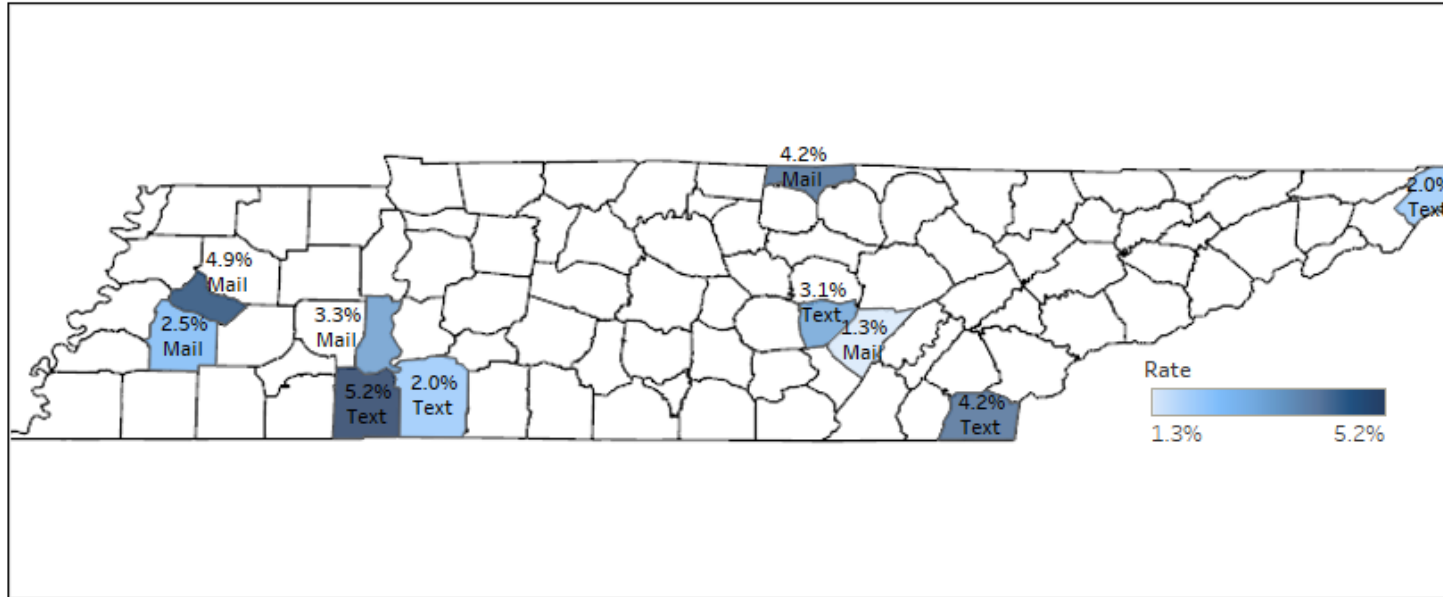 4.2%
Mail
2.0%
Text
4.9%
Mail
2.5%
Mail
3.3%
Mail
3.1%
Text
1.3%
Mail
5.2%
Text
2.0%
Text
4.2%
Text
Rate
1.3% 5.2%